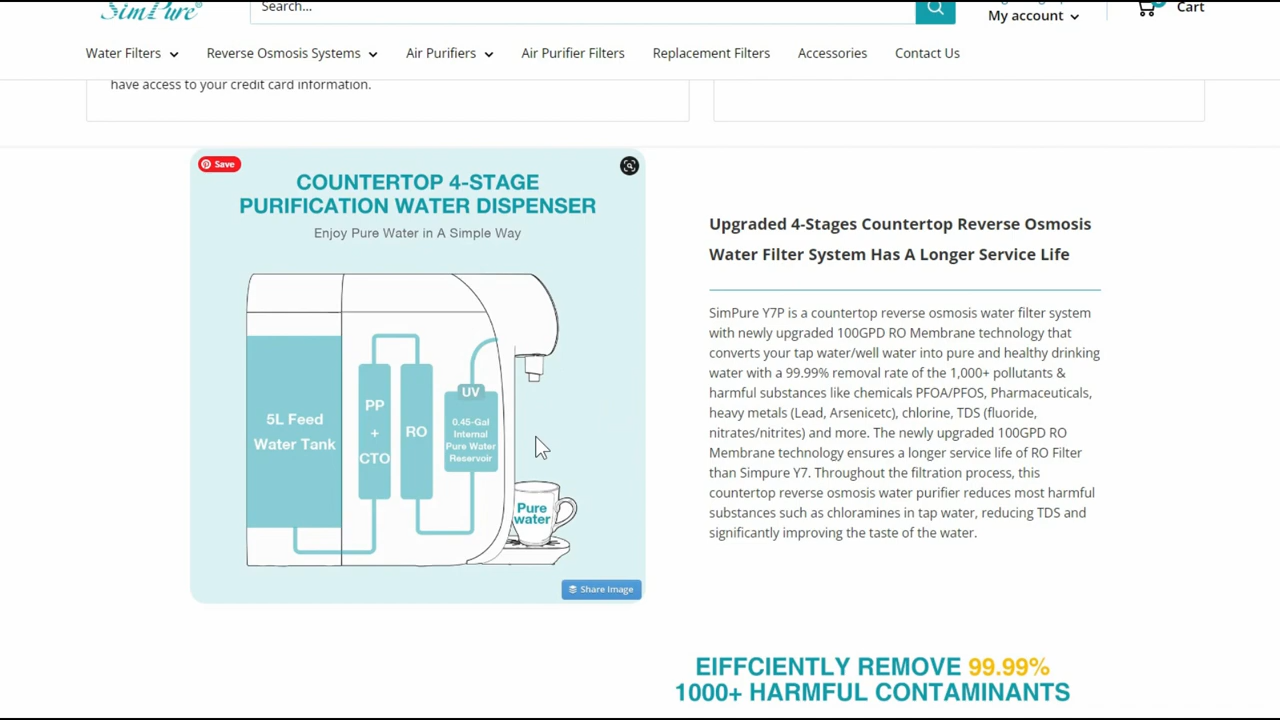 SimPure
Search...
My account
Cart
Water Filters
Reverse Osmosis Systems
Air Purifiers
Air Purifier Filters
Replacement Filters
Accessories
Contact Us
have access to your credit card information.
Save
COUNTERTOP 4-STAGE
PURIFICATION WATER DISPENSER
Enjoy Pure Water in A Simple Way
5L Feed
Water Tank
PP
+
CTO
RO
UV
0.45-Gal
Internal
Pure Water
Reservoir
Pure
water
Share Image
Upgraded 4-Stages Countertop Reverse Osmosis
Water Filter System Has A Longer Service Life
SimPure Y7P is a countertop reverse osmosis water filter system
with newly upgraded 100GPD RO Membrane technology that
converts your tap water/well water into pure and healthy drinking
water with a 99.99% removal rate of the 1,000+ pollutants &
harmful substances like chemicals PFOA/PFOS, Pharmaceuticals,
heavy metals (Lead, Arsenicetc), chlorine, TDS (fluoride,
nitrates/nitrites) and more. The newly upgraded 100GPD RO
Membrane technology ensures a longer service life of RO Filter
than Simpure Y7. Throughout the filtration process, this
countertop reverse osmosis water purifier reduces most harmful
substances such as chloramines in tap water, reducing TDS and
significantly improving the taste of the water.
EIFFCIENTLY REMOVE 99.99%
1000+ HARMFUL CONTAMINANTS